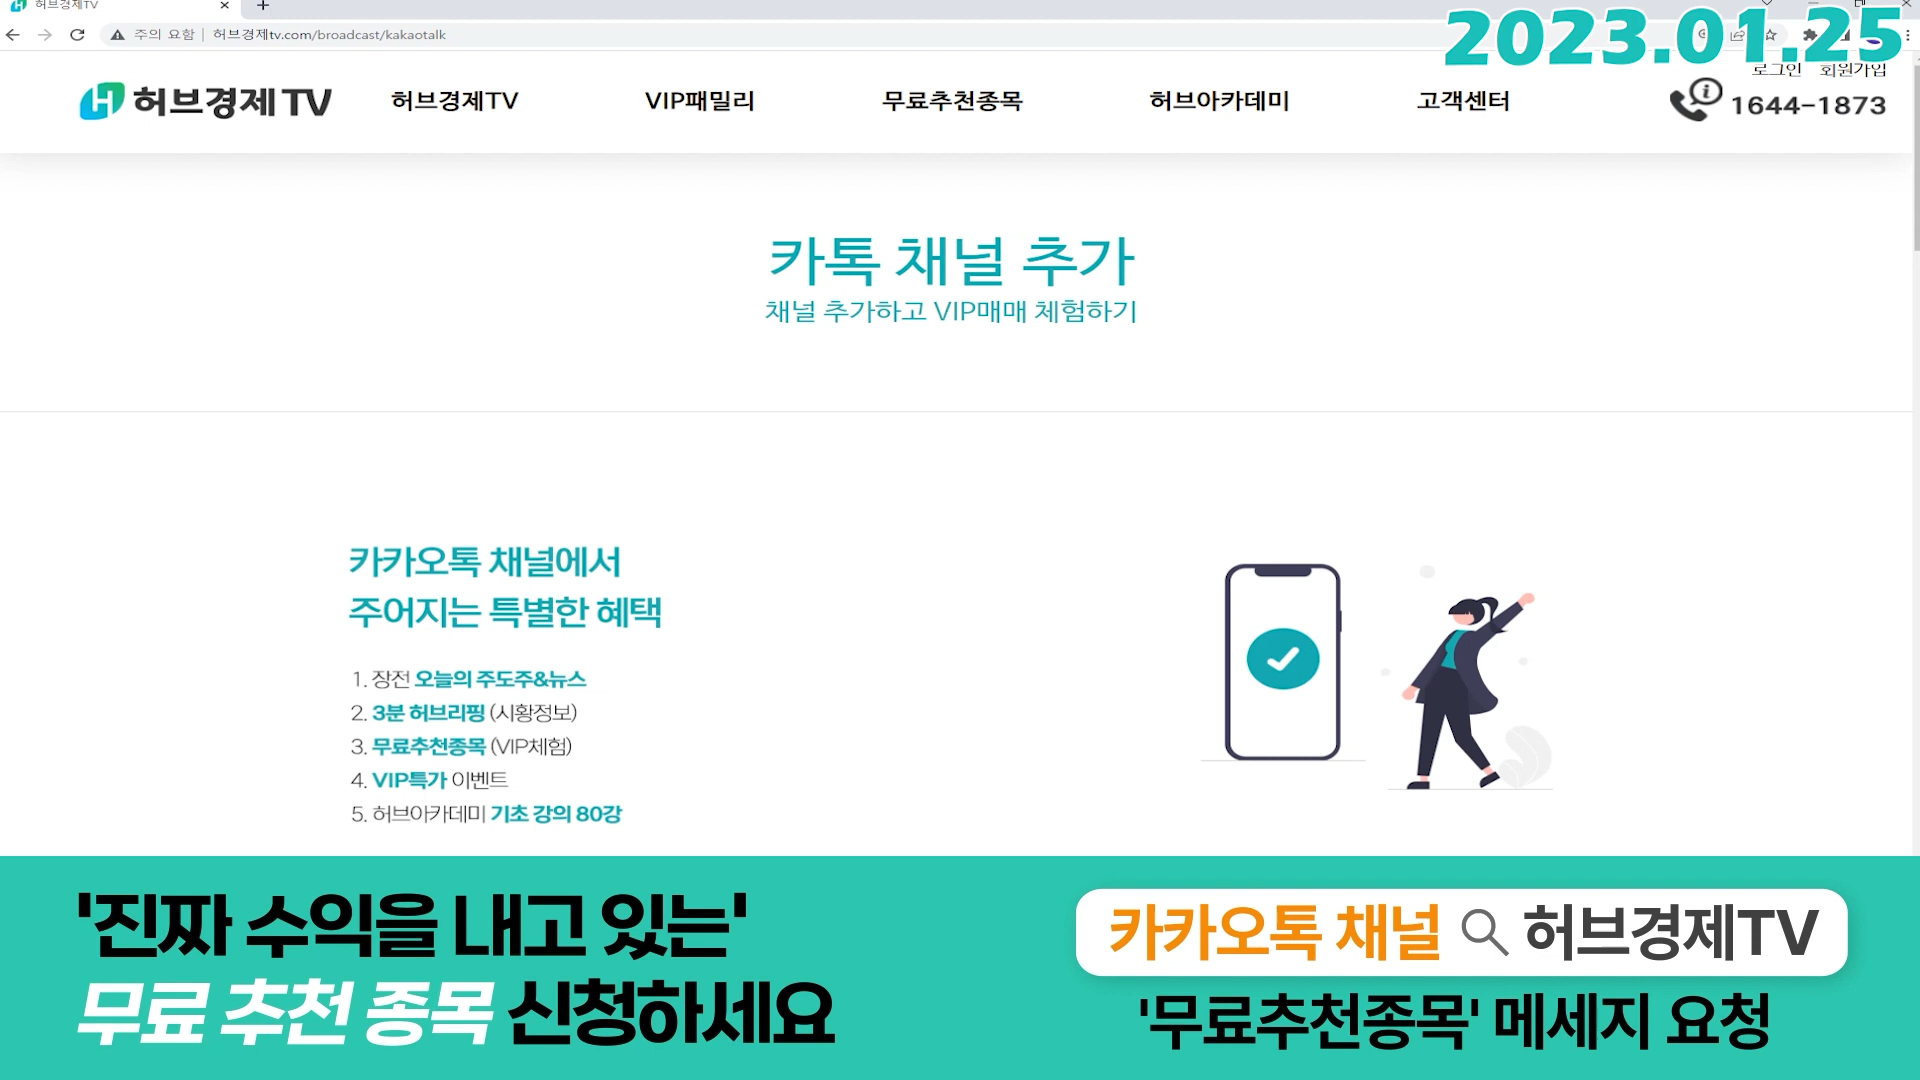 허브경제TV
주의 요함 | 허브경제tv.com/broadcast/kakaotalk
2023.01.25
로그인 회원가입
허브경제TV
허브경제TV
VIP패밀리
무료추천종목
허브아카데미
고객센터
1644-1873
카톡 채널 추가
채널 추가하고 VIP매매 체험하기
카카오톡 채널에서
주어지는 특별한 혜택
1. 장전 오늘의 주도주&뉴스
2. 3분 허브리핑 (시황정보)
3. 무료추천종목 (VIP체험)
4. VIP특가 이벤트
5. 허브아카데미 기초 강의 80강
'진짜 수익을 내고 있는'
무료 추천 종목 신청하세요
카카오톡 채널 허브경제TV
'무료추천종목' 메세지 요청